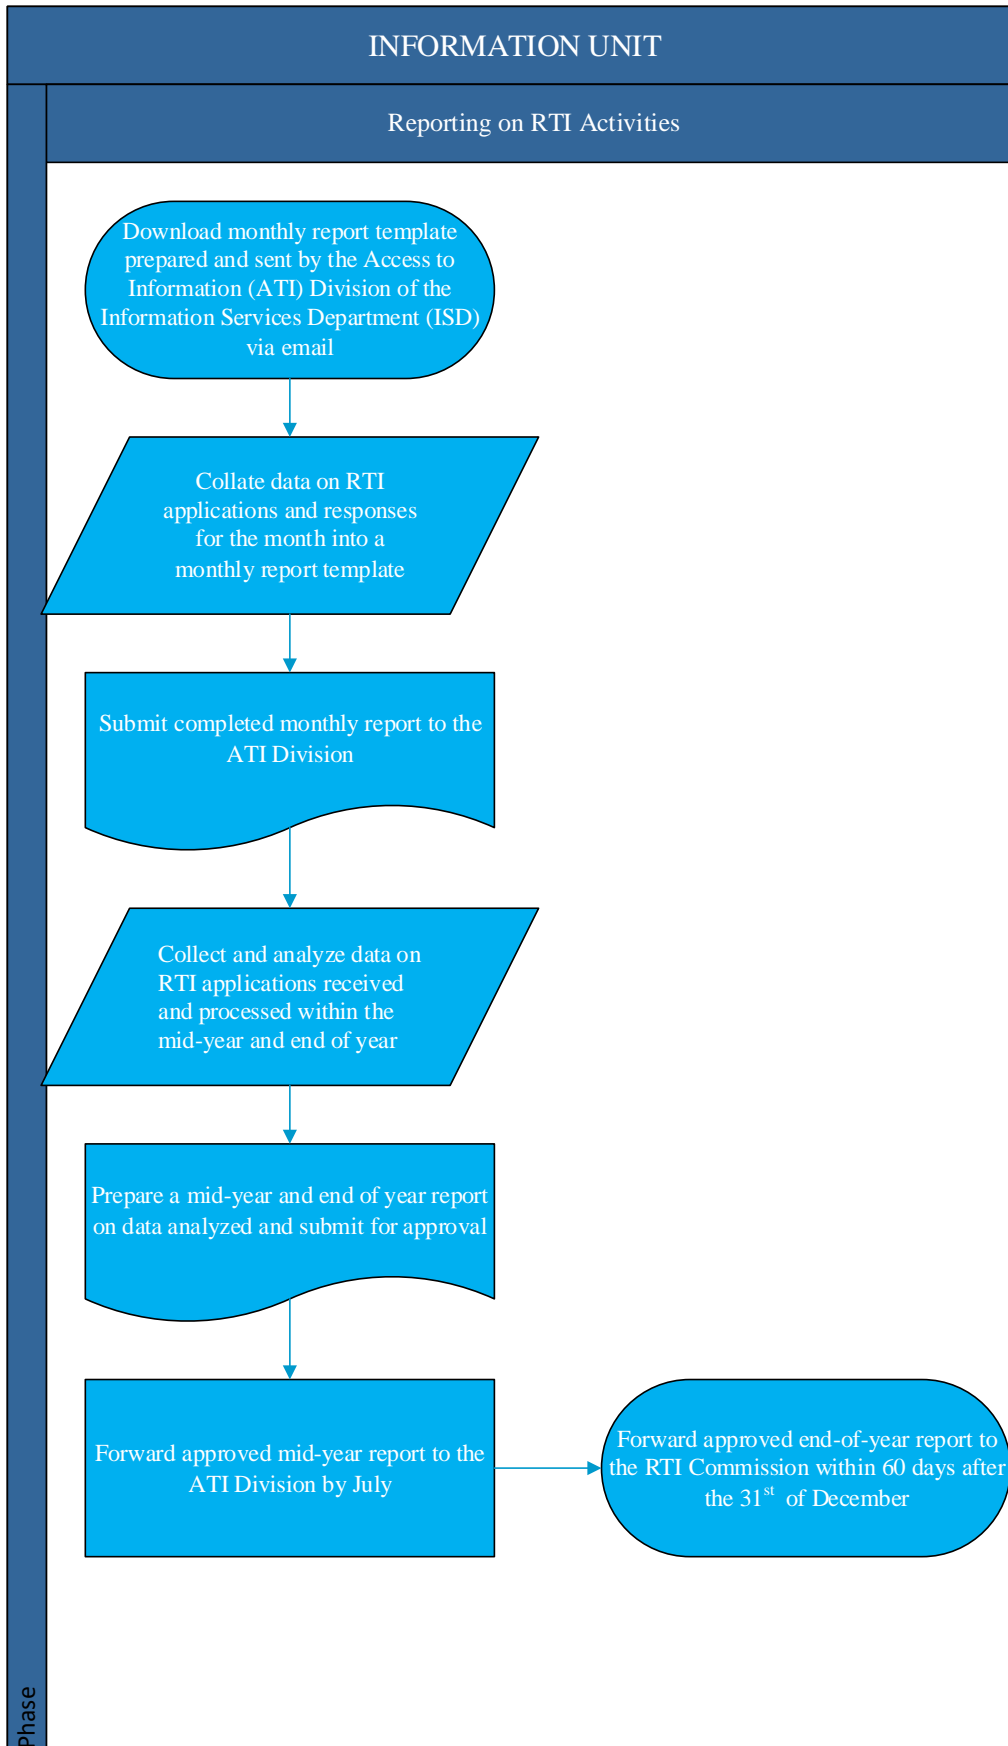 INFORMATION UNIT
Reporting on RTI Activities
Download monthly report template
prepared and sent by the Access to
Information (ATI) Division of the
Information Services Department (ISD)
via email
Collate data on RTI
applications and responses
for the month into a
monthly report template
Submit completed monthly report to the
ATI Division
Collect and analyze data on
RTI applications received
and processed within the
mid-year and end of year
Prepare a mid-year and end of year report
on data analyzed and submit for approval
Forward approved mid-year report to the
ATI Division by July
Forward approved end-of-year report to
the RTI Commission within 60 days after
the 31st of December
Phase